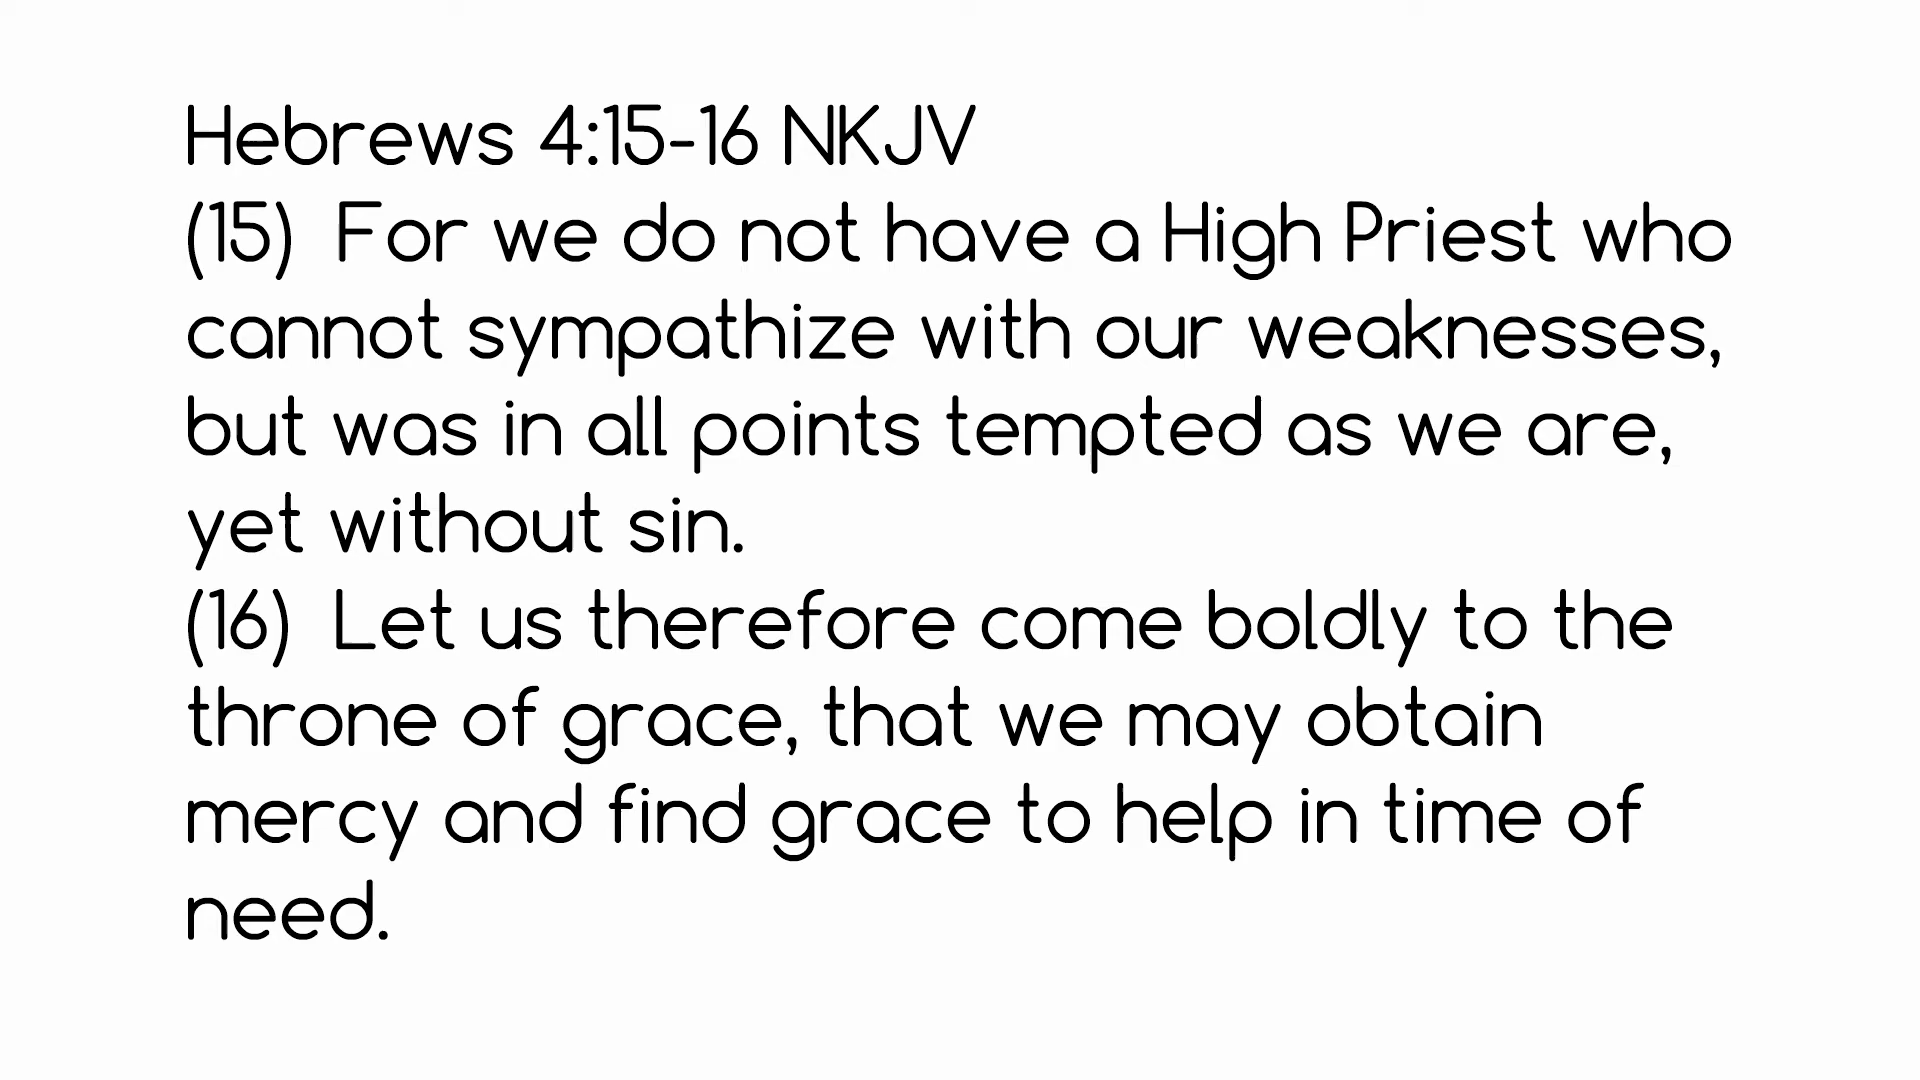 Hebrews 4:15-16 NKJV
(15)  For we do not have a High Priest who
cannot sympathize with our weaknesses,
but was in all points tempted as we are,
yet without sin.
(16)  Let us therefore come boldly to the
throne of grace, that we may obtain
mercy and find grace to help in time of
need.